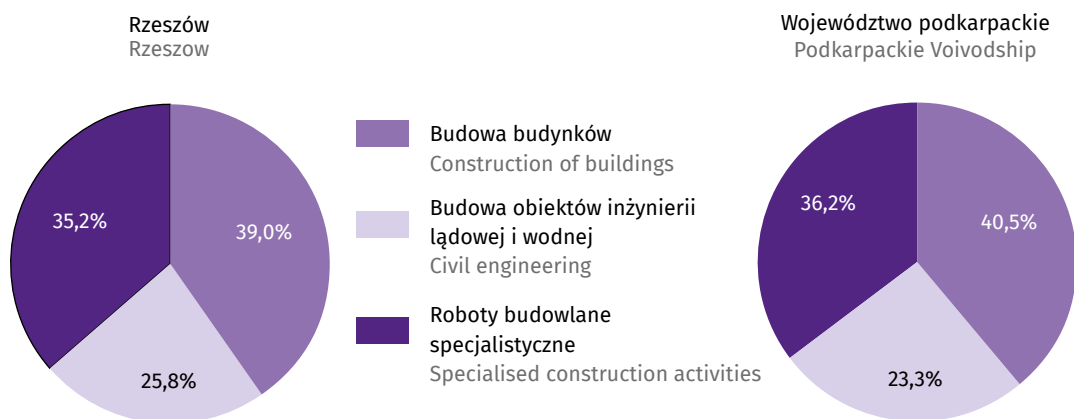 Rzeszów
Rzeszow
35,2%
39,0%
25,8%
Budowa budynków
Construction of buildings
Budowa obiektów inżynierii
lądowej i wodnej
Civil engineering
Roboty budowlane
specjalistyczne
Specialised construction activities
Województwo podkarpackie
Podkarpackie Voivodship
36,2%
40,5%
23,3%